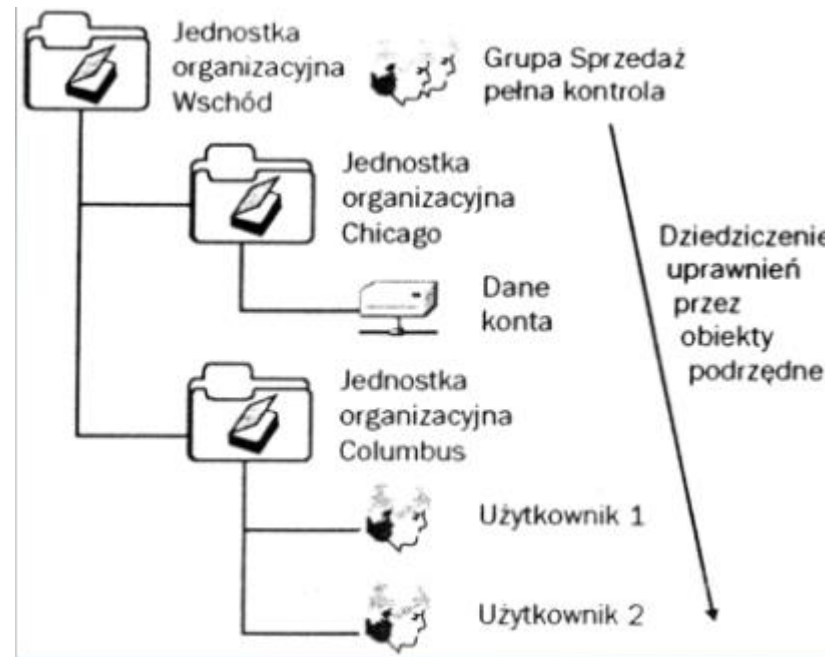 Jednostka
organizacyjna
Wschód
Grupa Sprzedaż
pełna kontrola
Jednostka
organizacyjna
Chicago
Dane
konta
Dziedziczenie
uprawnień
przez
obiekty
podrzędne
Jednostka
organizacyjna
Columbus
Użytkownik 1
Użytkownik 2